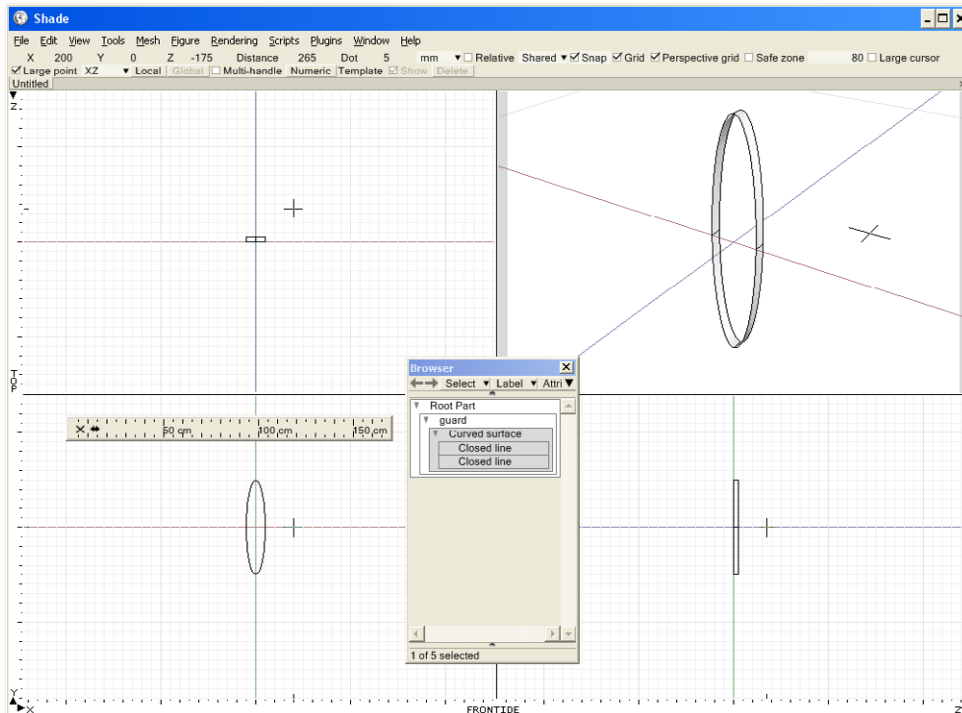 Shade
File Edit View Tools Mesh Figure Rendering Scripts Plugins Window Help
X 200 Y 0 Z -175 Distance 265 Dot 5 mm Relative Shared Snap Grid Perspective grid Safe zone 80 Large cursor
Large point XZ Local Global Multi-handle Numeric Template Show Delete
Untitled
Z
TOP
Browser
Select Label Attri
Root Part
guard
Curved surface
Closed line
Closed line
1 of 5 selected
50 cm 100 cm 150 cm
Y
X
FRONTIDE
Z